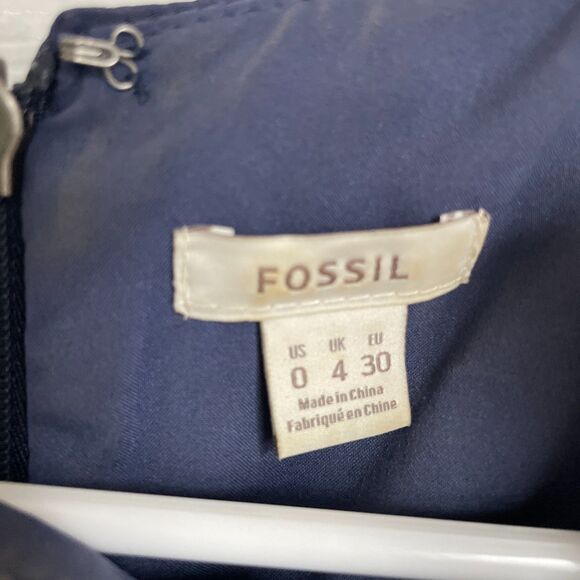 FOSSIL
US UK EU
0 4 30
Made in China
Fabriqué en Chine